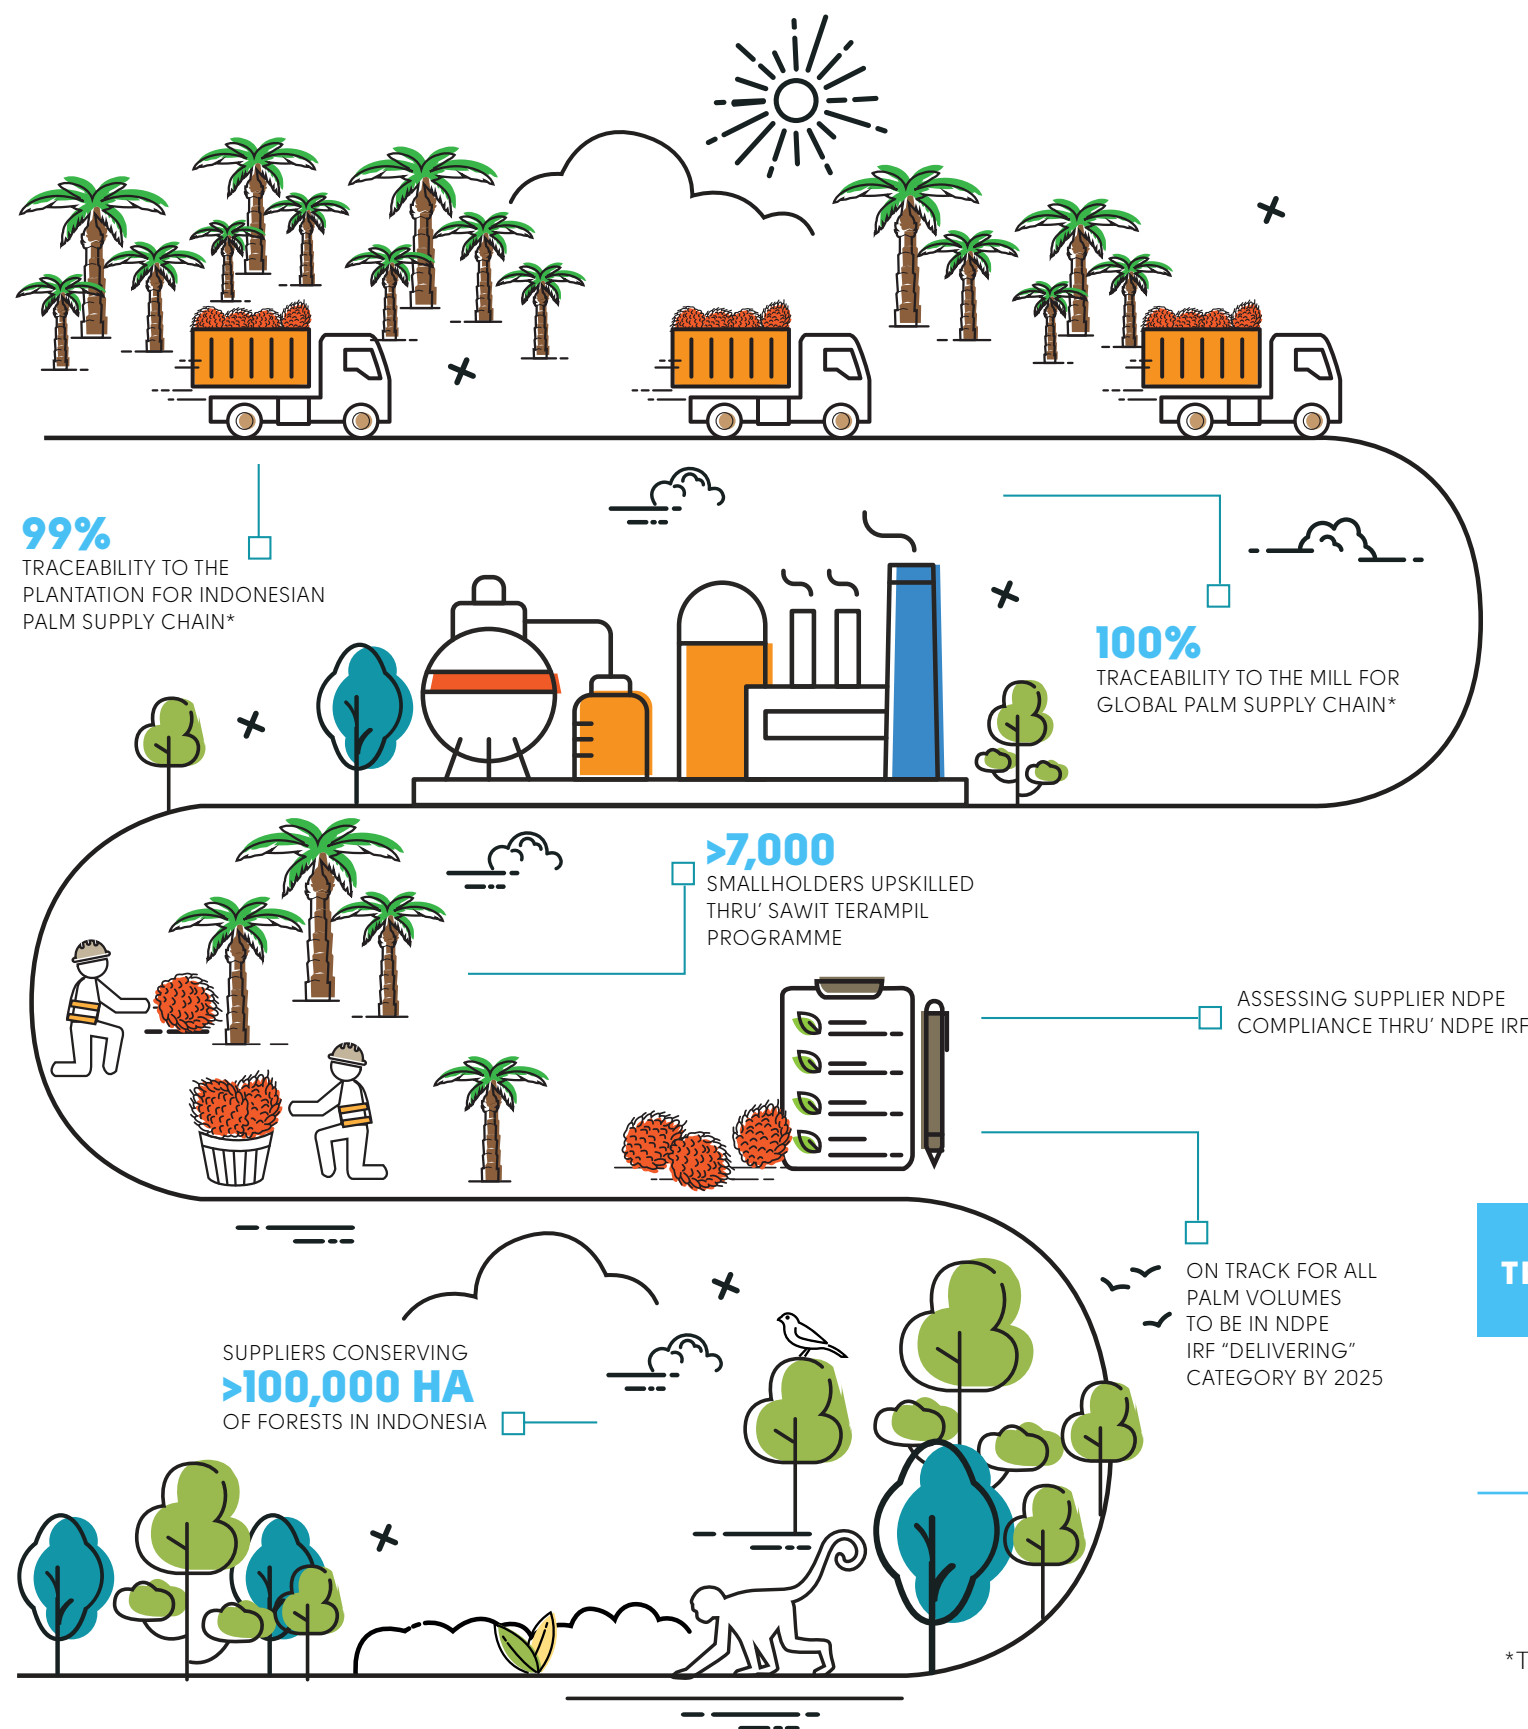 99%
TRACEABILITY TO THE
PLANTATION FOR INDONESIAN
PALM SUPPLY CHAIN*
100%
TRACEABILITY TO THE MILL FOR
GLOBAL PALM SUPPLY CHAIN*
>7,000
SMALLHOLDERS UPSKILLED
THRU’ SAWIT TERAMPIL
PROGRAMME
ASSESSING SUPPLIER NDPE
COMPLIANCE THRU’ NDPE IRF
ON TRACK FOR ALL
PALM VOLUMES
TO BE IN NDPE
IRF “DELIVERING”
CATEGORY BY 2025
SUPPLIERS CONSERVING
>100,000 HA
OF FORESTS IN INDONESIA